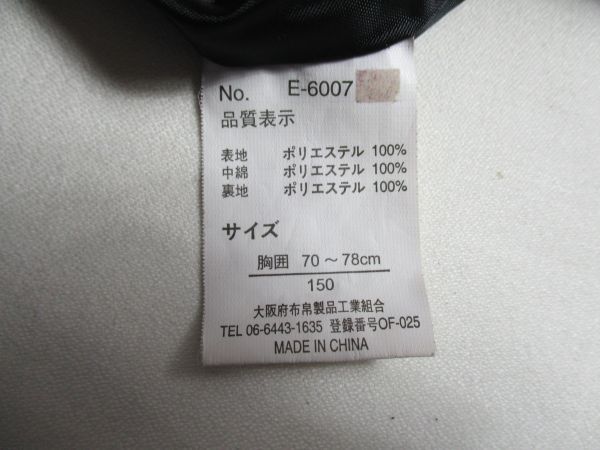 No. E-6007
品質表示
表地 ポリエステル 100%
中綿 ポリエステル 100%
裏地 ポリエステル 100%
サイズ
胸囲 70～78cm
150
大阪府布帛製品工業組合
TEL 06-6443-1635 登録番号OF-025
MADE IN CHINA